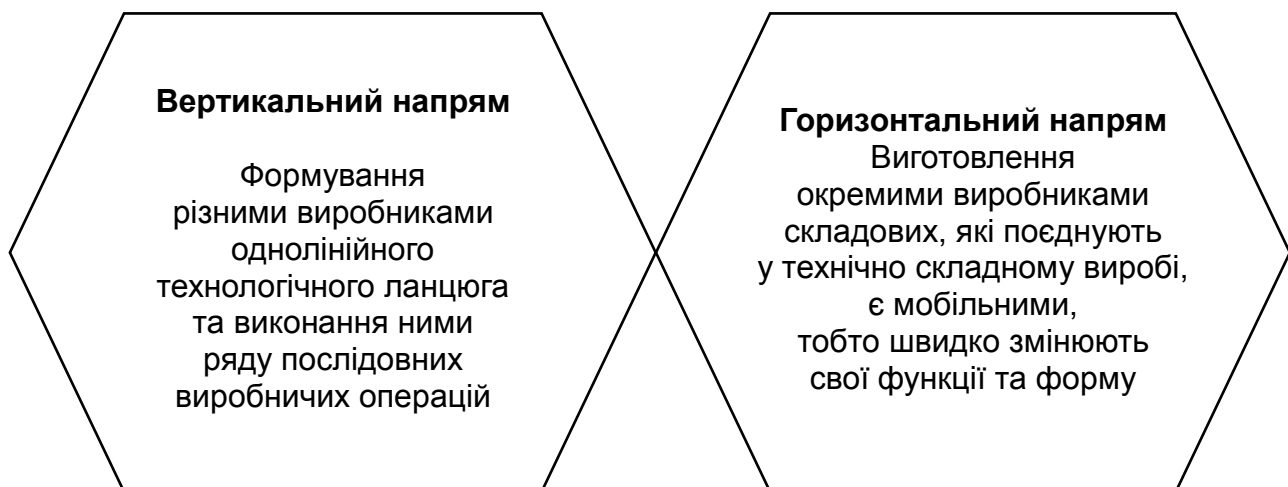 Вертикальний напрям
Формування
різними виробниками
однолінійного
технологічного ланцюга
та виконання ними
ряду послідовних
виробничих операцій
Горизонтальний напрям
Виготовлення
окремими виробниками
складових, які поєднують
у технічно складному виробі,
є мобільними,
тобто швидко змінюють
свої функції та форму